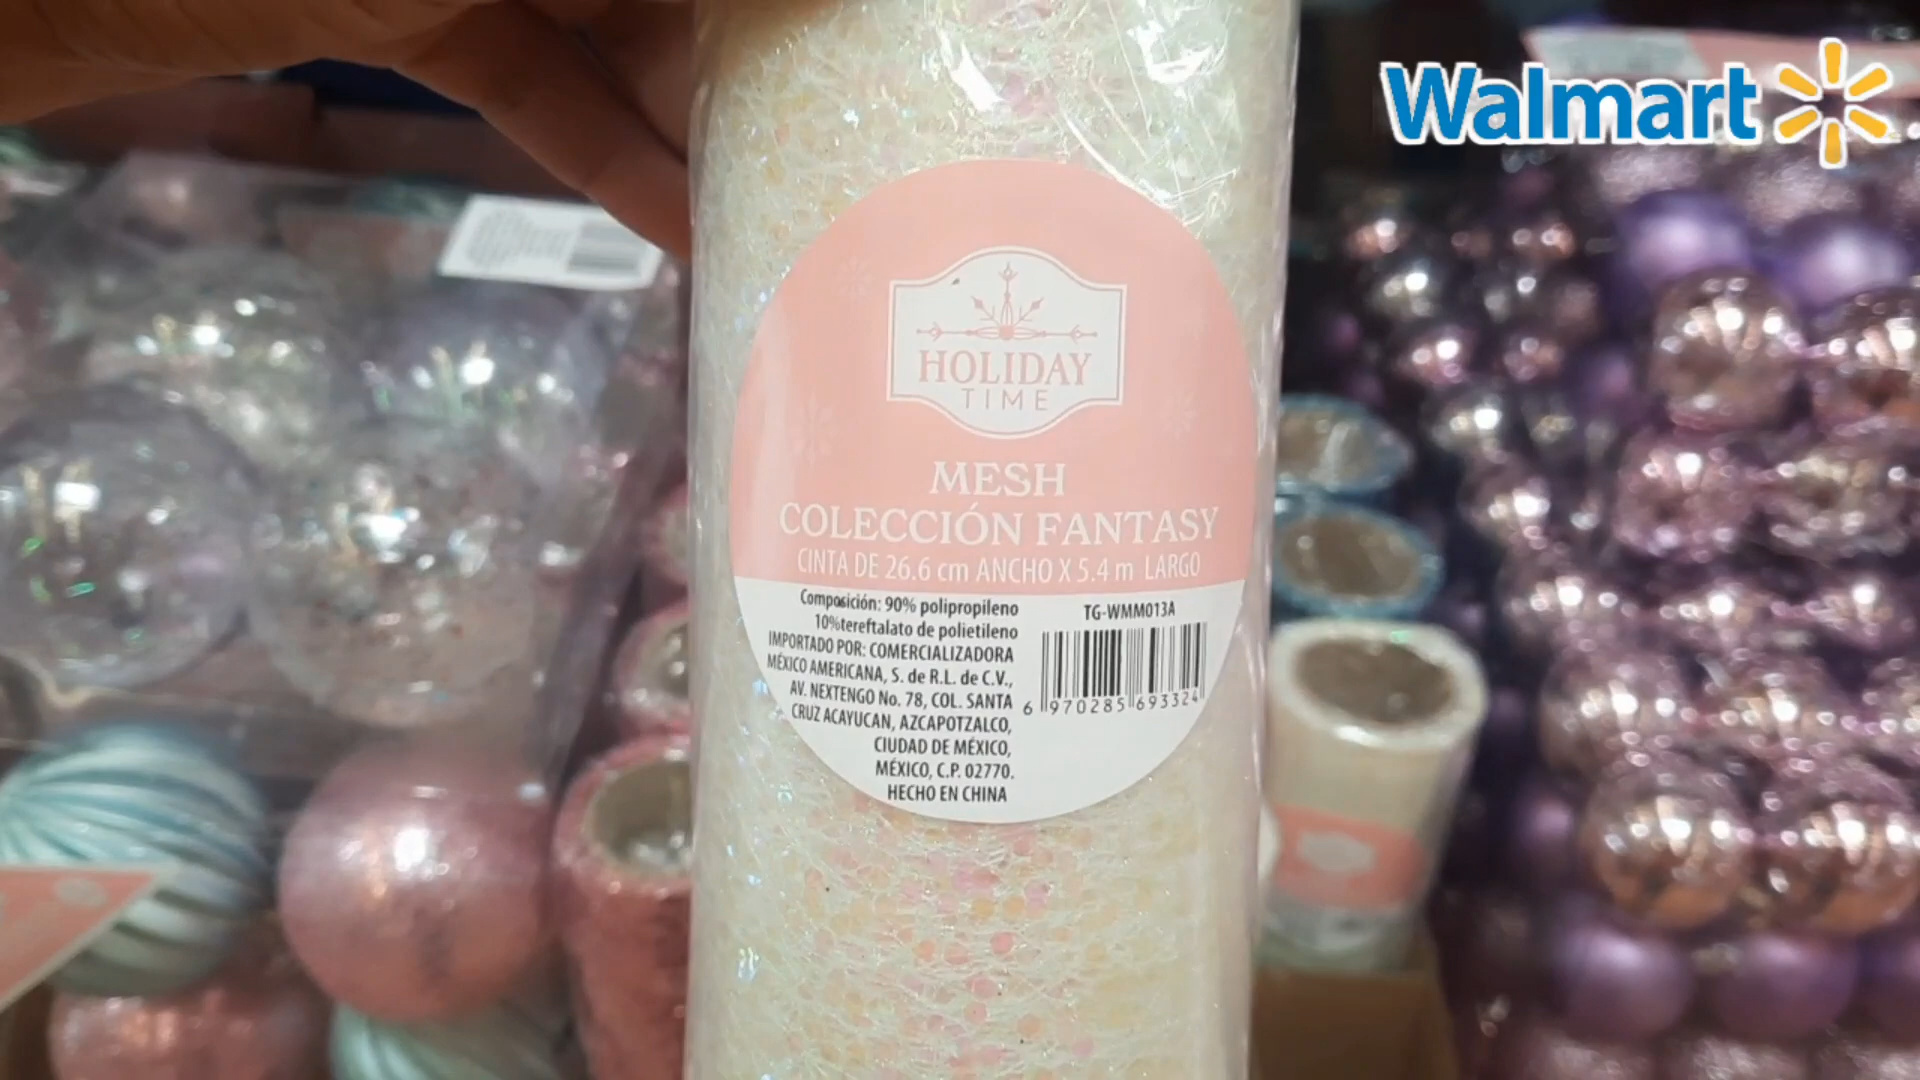 Walmart
HOLIDAY
TIME
MESH
COLECCIÓN FANTASY
CINTA DE 26.6 cm ANCHO X 5.4 m LARGO
Composición: 90% polipropileno
10%tereftalato de polietileno
IMPORTADO POR: COMERCIALIZADORA
MÉXICO AMERICANA, S. de R.L. de C.V.,
AV. NEXTENGO No. 78, COL. SANTA
CRUZ ACAYUCAN, AZCAPOTZALCO,
CIUDAD DE MÉXICO,
MÉXICO, C.P. 02770.
HECHO EN CHINA
TG-WMM013A
6 970285 693324